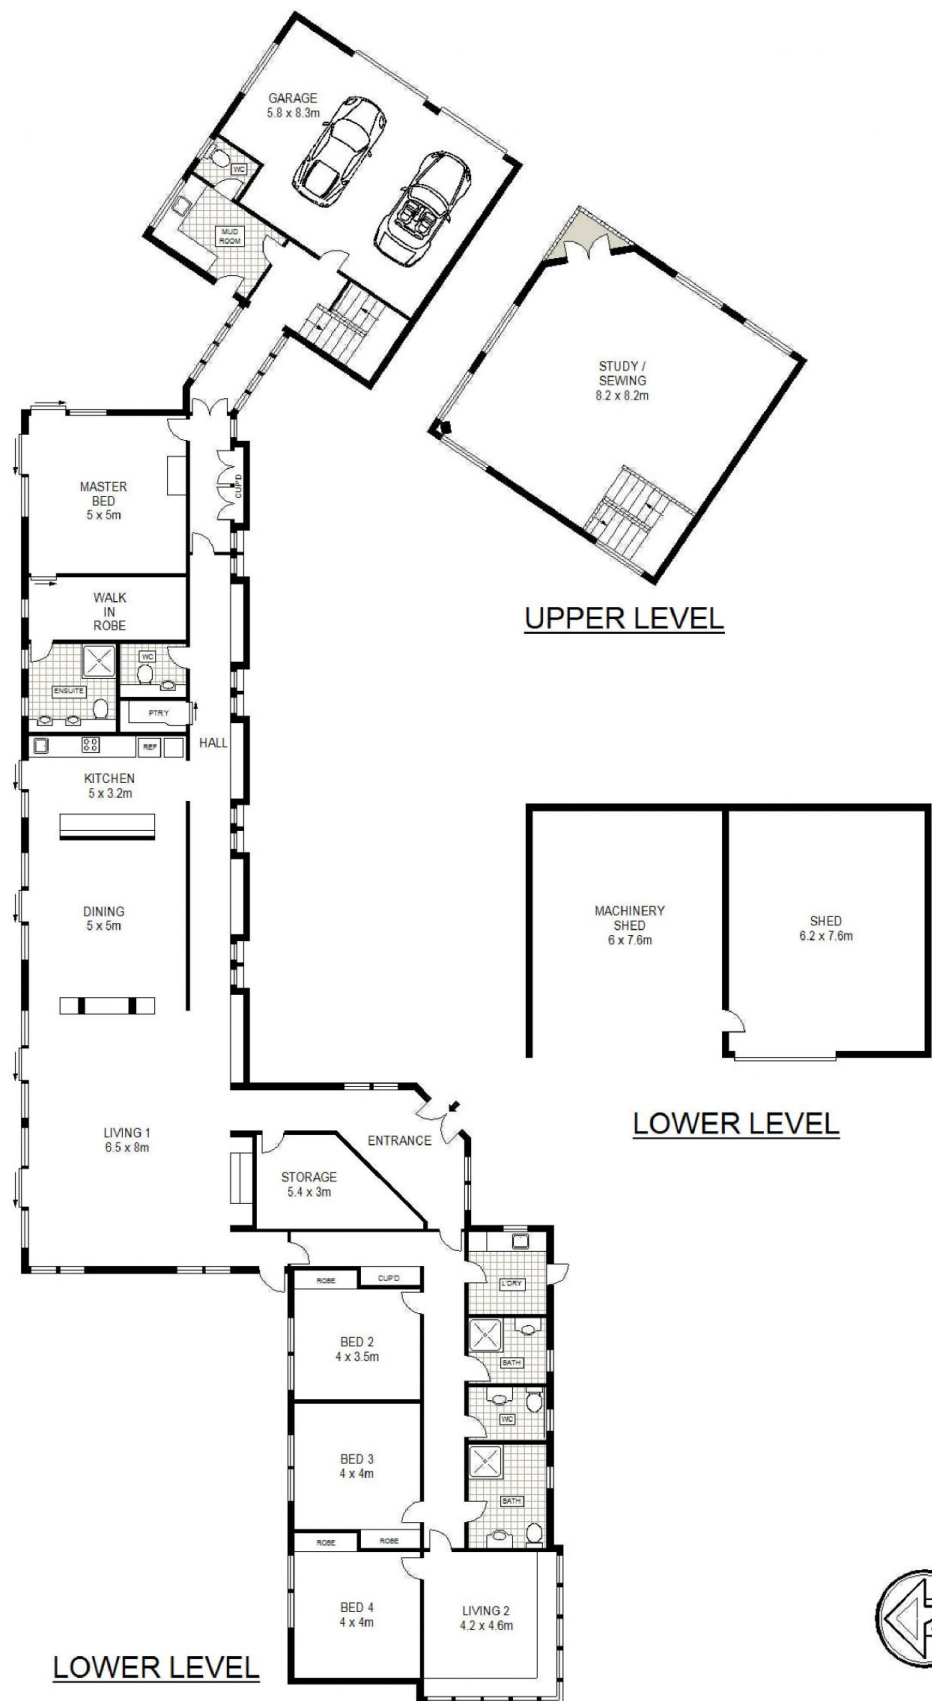 GARAGE
5.8 x 8.3m
WC
MUD
ROOM
STUDY /
SEWING
8.2 x 8.2m
UPPER LEVEL
MASTER
BED
5 x 5m
CUP'D
WALK
IN
ROBE
WC
ENSUITE
PT'RY
HALL
REF
KITCHEN
5 x 3.2m
DINING
5 x 5m
MACHINERY
SHED
6 x 7.6m
SHED
6.2 x 7.6m
LOWER LEVEL
LIVING 1
6.5 x 8m
ENTRANCE
STORAGE
5.4 x 3m
L'DRY
ROBE
CUP'D
BED 2
4 x 3.5m
BATH
WC
BED 3
4 x 4m
BATH
ROBE
ROBE
BED 4
4 x 4m
LIVING 2
4.2 x 4.6m
LOWER LEVEL